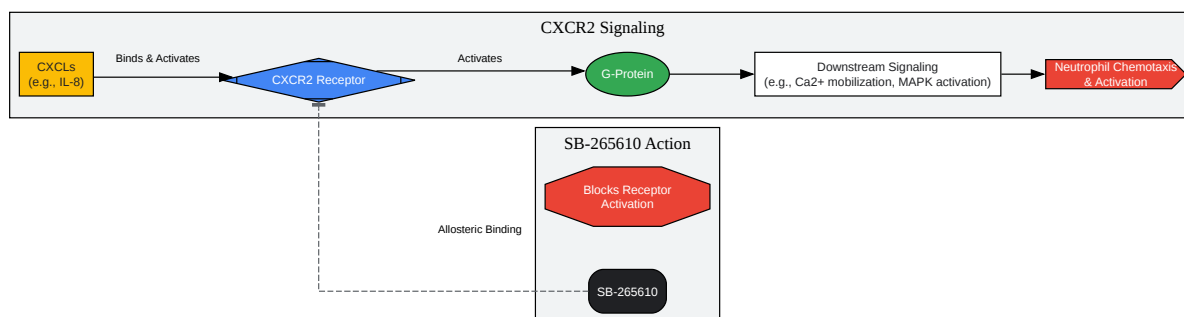 CXCR2 Signaling
CXCLs
(e.g., IL-8)
Binds & Activates
CXCR2 Receptor
Activates
G-Protein
Downstream Signaling
(e.g., Ca2+ mobilization, MAPK activation)
Neutrophil Chemotaxis
& Activation
SB-265610 Action
Blocks Receptor
Activation
Allosteric Binding
SB-265610